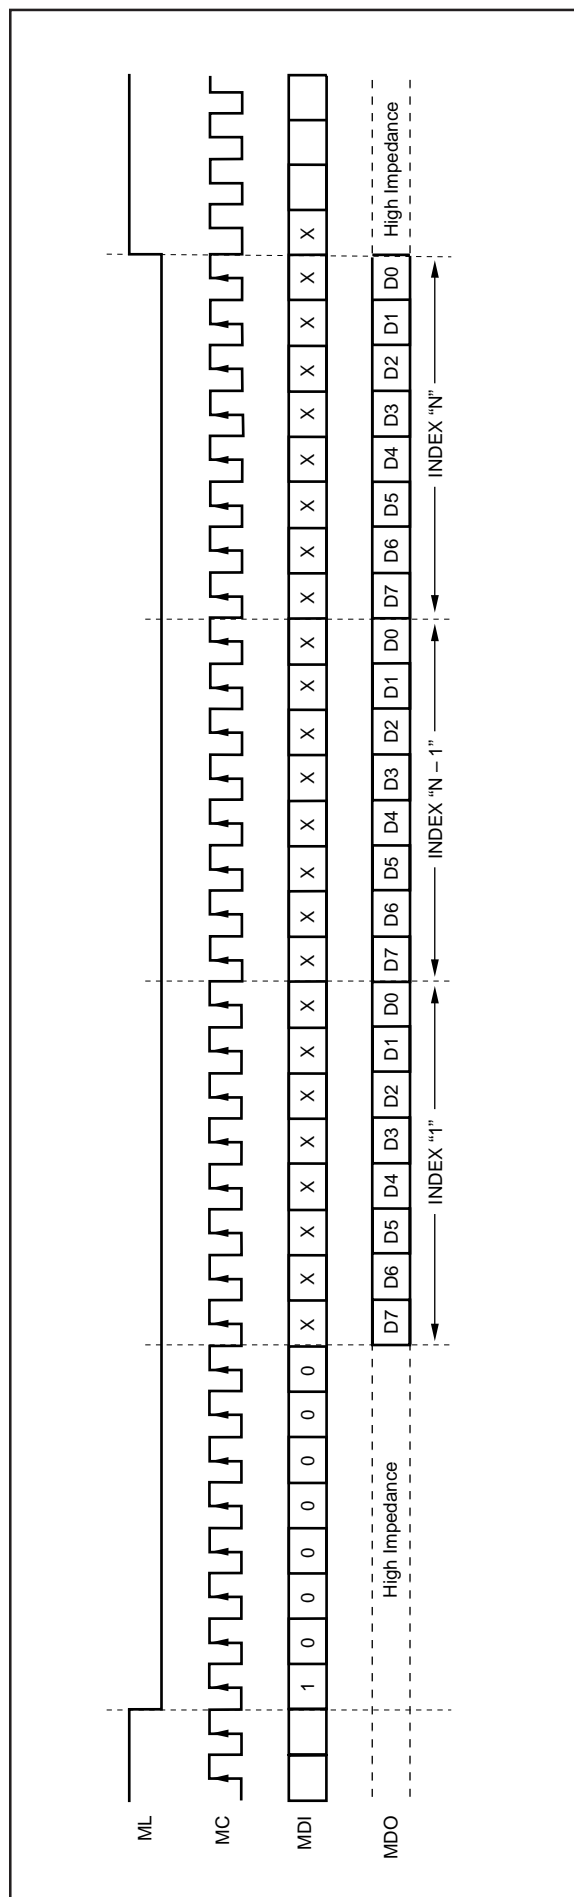 ML
MC
MDI 1 0 0 0 0 0 0 0 X X X X X X X X X X X X X X X X X X X X X X X X X
MDO High Impedance D7 D6 D5 D4 D3 D2 D1 D0 D7 D6 D5 D4 D3 D2 D1 D0 D7 D6 D5 D4 D3 D2 D1 D0 High Impedance
INDEX “1” INDEX “N – 1” INDEX “N”